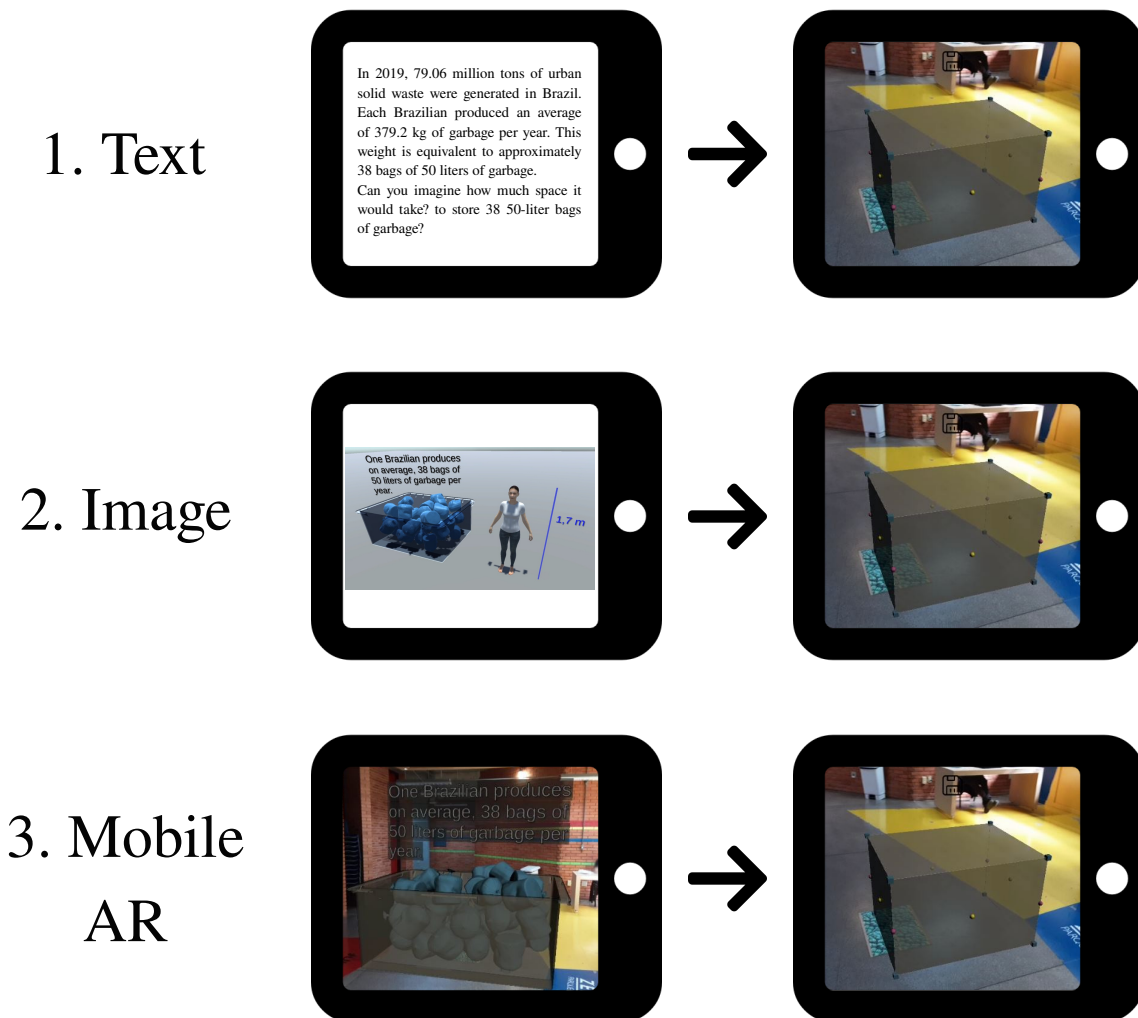 1. Text
In 2019, 79.06 million tons of urban
solid waste were generated in Brazil.
Each Brazilian produced an average
of 379.2 kg of garbage per year. This
weight is equivalent to approximately
38 bags of 50 liters of garbage.
Can you imagine how much space it
would take? to store 38 50-liter bags
of garbage?
2. Image
One Brazilian produces
on average, 38 bags of
50 liters of garbage per
year.
1,7 m
3. Mobile
AR
One Brazilian produces
on average, 38 bags of
50 liters of garbage per
year.